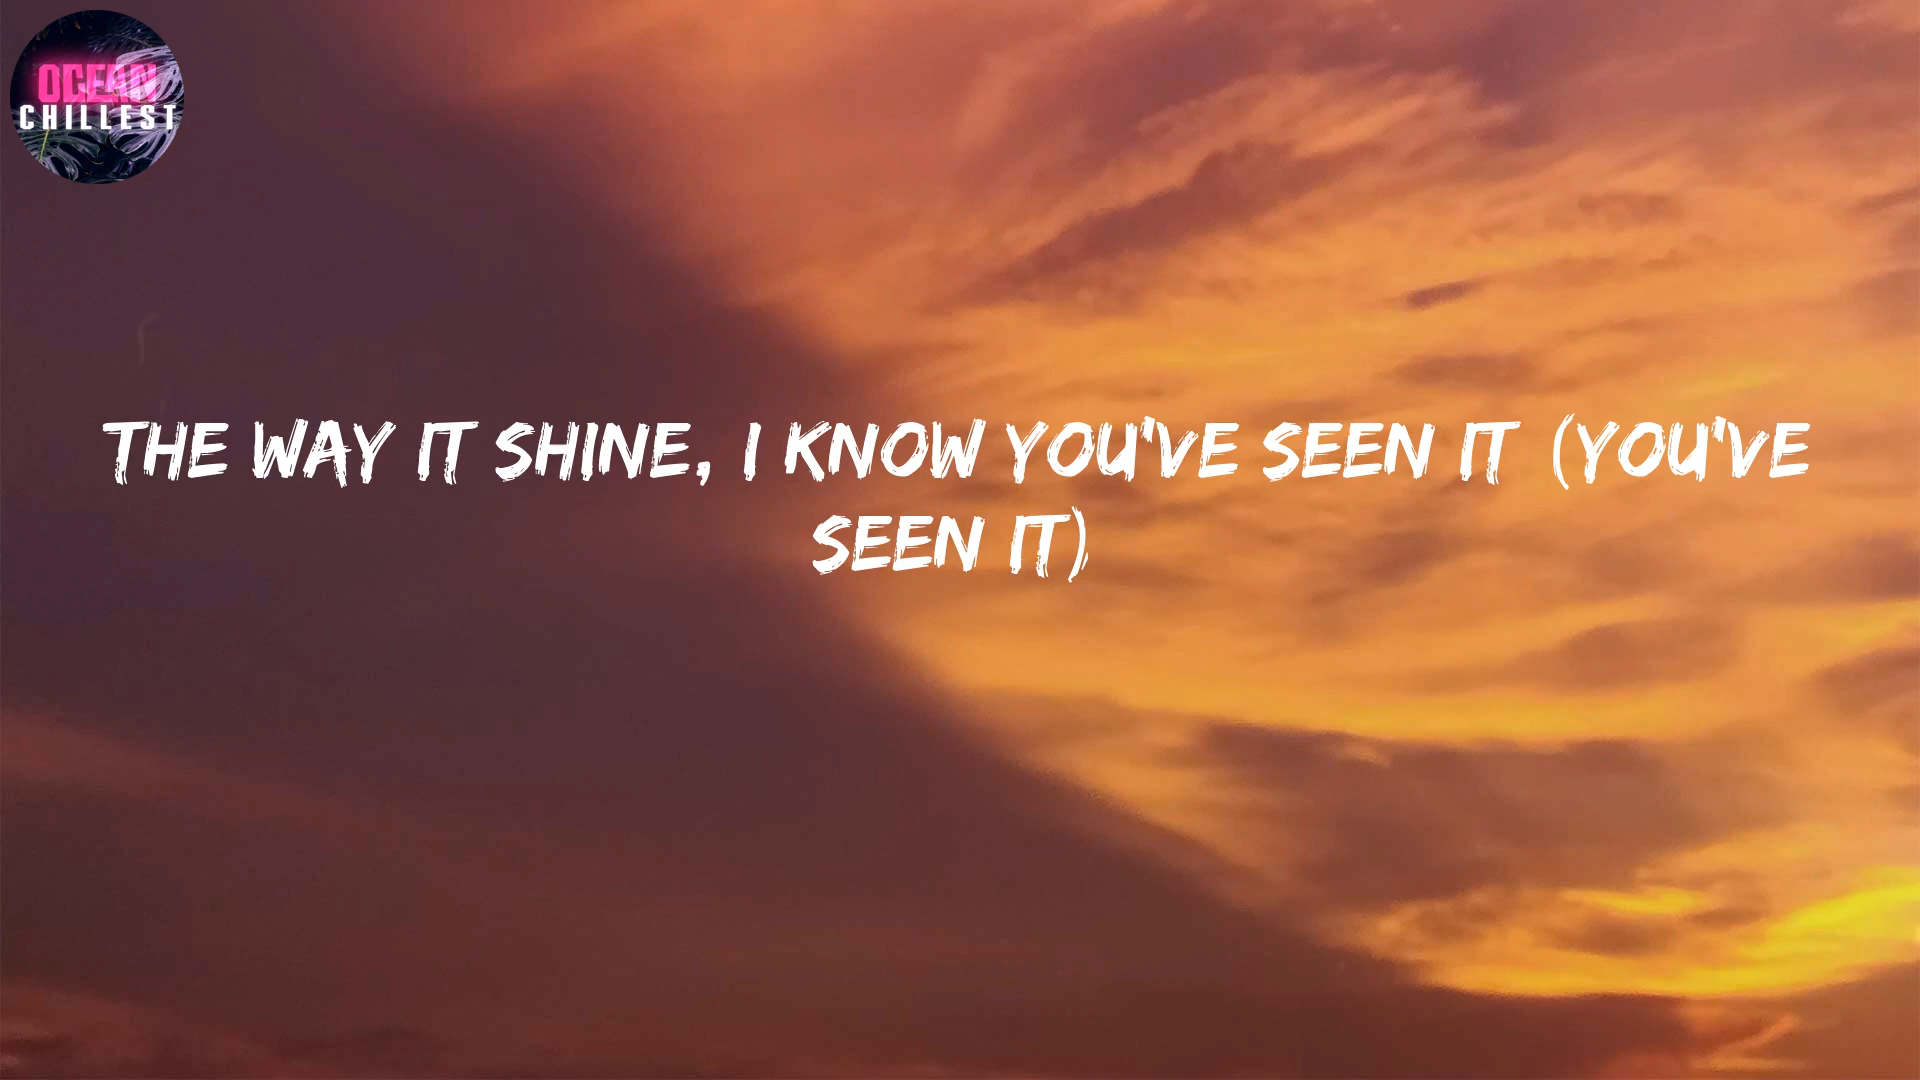 OCEAN
CHILLEST
THE WAY IT SHINE, I KNOW YOU'VE SEEN IT (YOU'VE
SEEN IT)